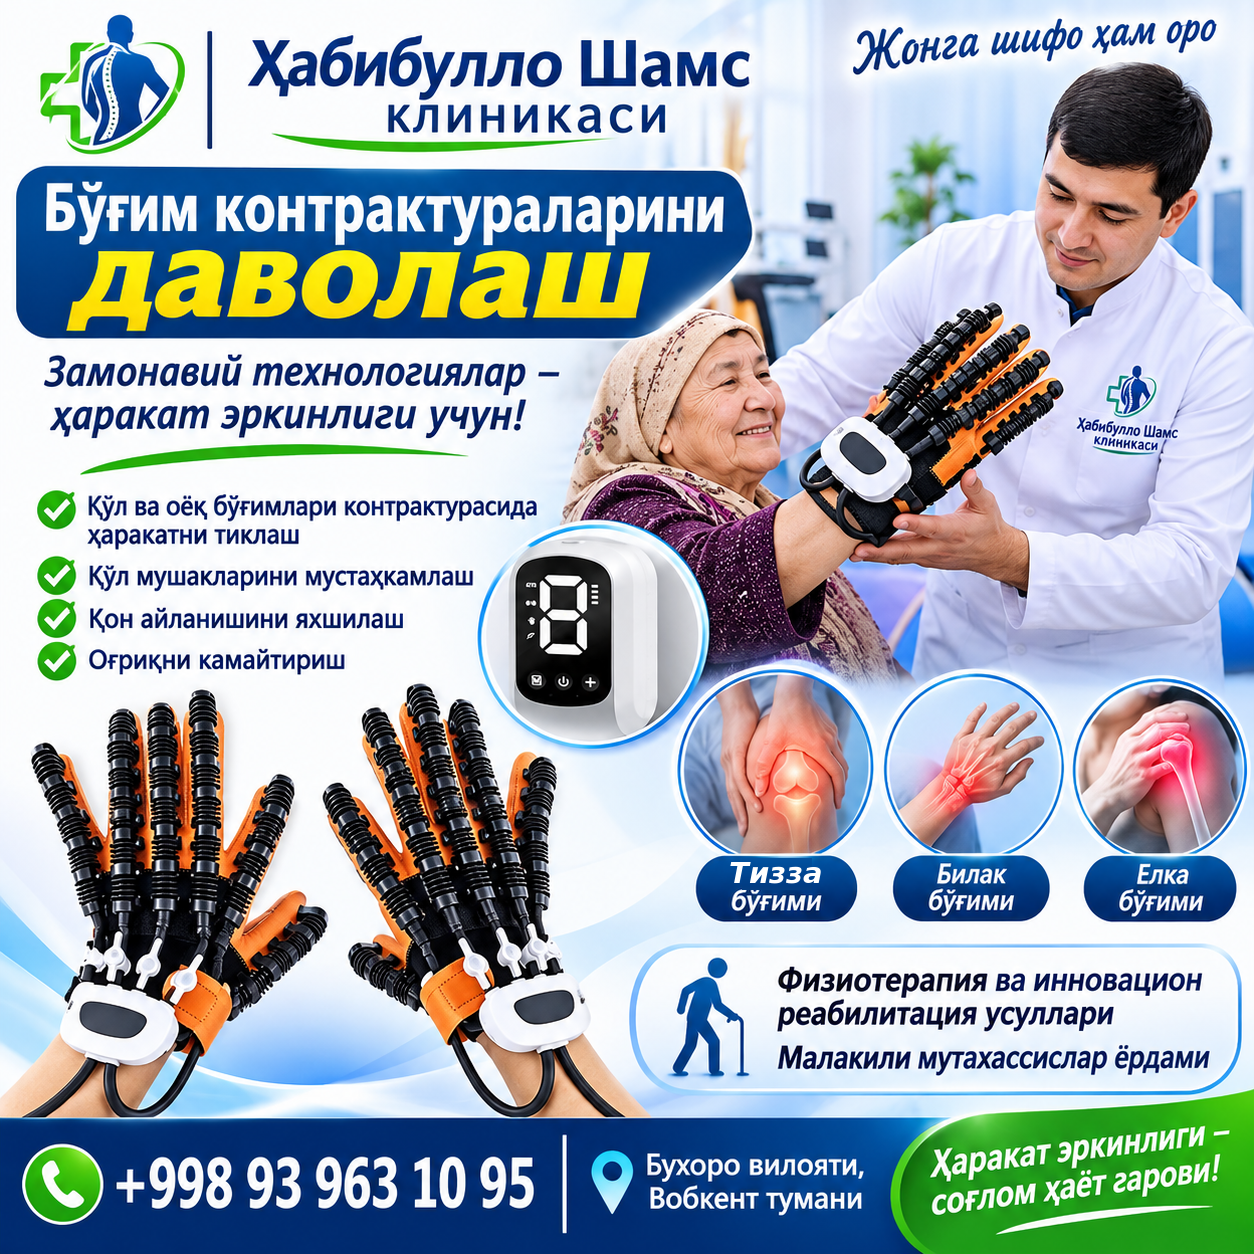 Ҳабибулло Шамс
клиникаси
Жонга шифо ҳам оро
Бўғим контрактураларини
даволаш
Замонавий технологиялар –
ҳаракат эркинлиги учун!
Қўл ва оёқ бўғимлари контрактурасида
ҳаракатни тиклаш
Қўл мушакларини мустаҳкамлаш
Қон айланишини яхшилаш
Оғриқни камайтириш
8
Ҳабибулло Шамс
клиникаси
Тизза
бўғими
Билак
бўғими
Елка
бўғими
Физиотерапия ва инновацион
реабилитация усуллари
Малакили мутахассислар ёрдами
+998 93 963 10 95
Бухоро вилояти,
Вобкент тумани
Ҳаракат эркинлиги –
соғлом ҳаёт гарови!